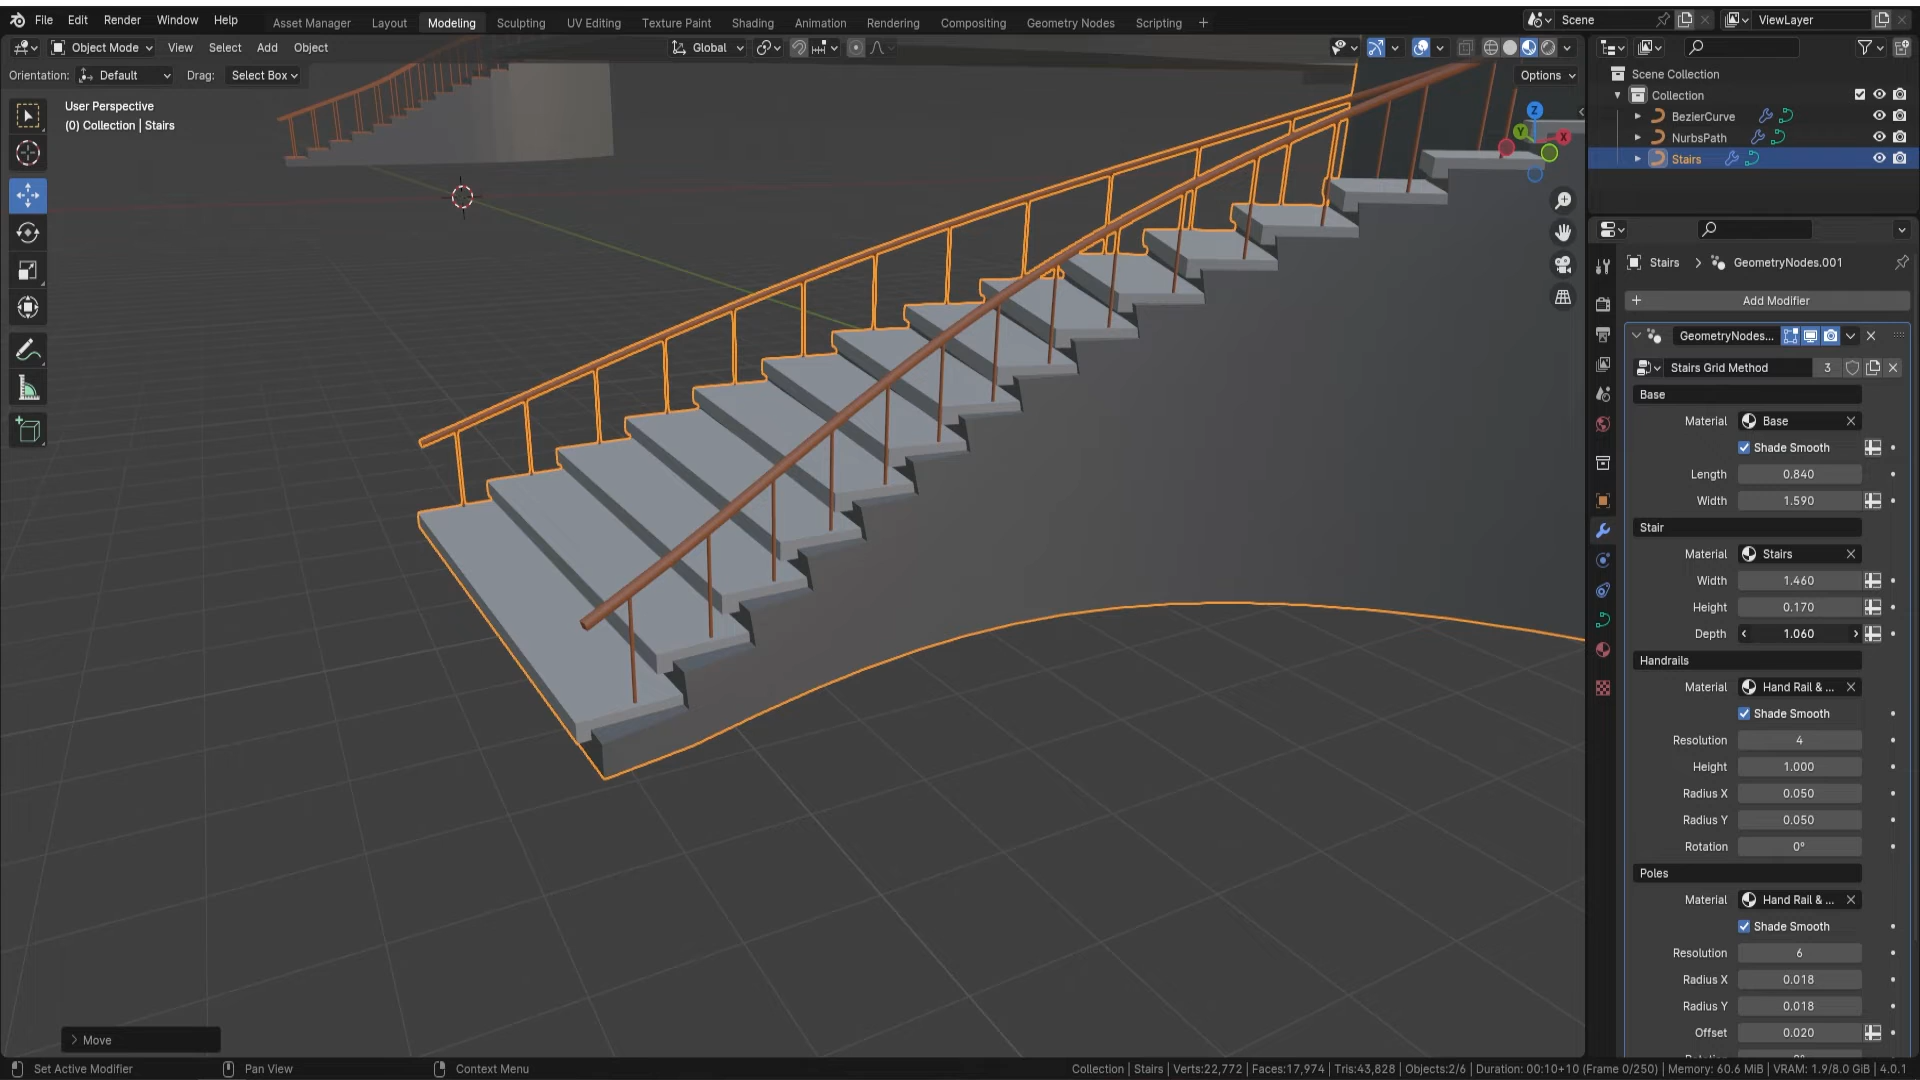 File Edit Render Window Help
Asset Manager Layout Modeling Sculpting UV Editing Texture Paint Shading Animation Rendering Compositing Geometry Nodes Scripting +
Scene
ViewLayer
Object Mode View Select Add Object
Global
Orientation: Default Drag: Select Box
Options
User Perspective
(0) Collection | Stairs
Z
Y
X
Scene Collection
Collection
BezierCurve
NurbsPath
Stairs
Stairs > GeometryNodes.001
+ Add Modifier
GeometryNodes...
Stairs Grid Method 3
Base
Material Base
Shade Smooth
Length 0.840
Width 1.590
Stair
Material Stairs
Width 1.460
Height 0.170
Depth 1.060
Handrails
Material Hand Rail & ...
Shade Smooth
Resolution 4
Height 1.000
Radius X 0.050
Radius Y 0.050
Rotation 0°
Poles
Material Hand Rail & ...
Shade Smooth
Resolution 6
Radius X 0.018
Radius Y 0.018
Offset 0.020
> Move
Set Active Modifier Pan View Context Menu
Collection | Stairs | Verts:22,772 | Faces:17,974 | Tris:43,828 | Objects:2/6 | Duration: 00:10+10 (Frame 0/250) | Memory: 60.6 MiB | VRAM: 1.9/8.0 GiB | 4.0.1